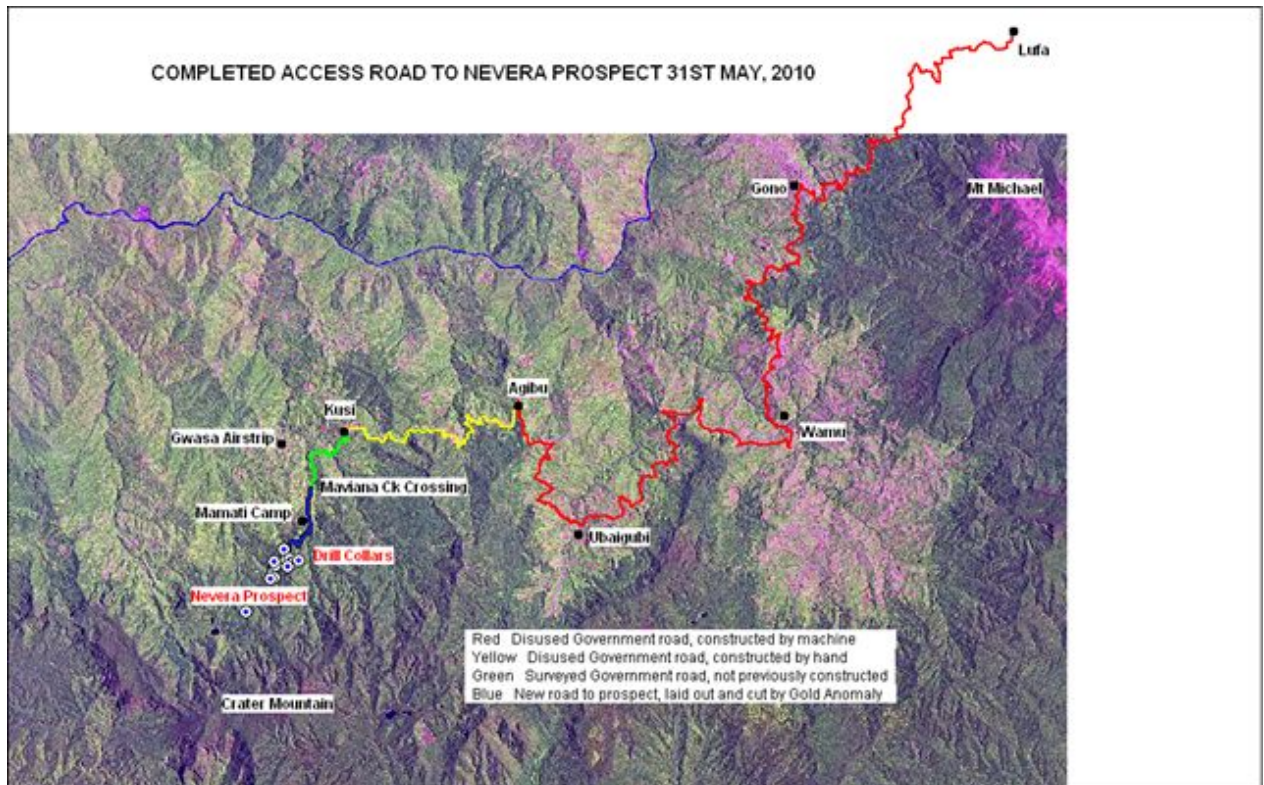 Lufa
COMPLETED ACCESS ROAD TO NEVERA PROSPECT 31ST MAY, 2010
Gono
Mt Michael
Agibu
Kusi
Wamu
Gwasa Airstrip
Maviana Ck Crossing
Mamati Camp
Ubaigubi
Drill Collars
Nevera Prospect
Red Disused Government road, constructed by machine
Yellow Disused Government road, constructed by hand
Green Surveyed Government road, not previously constructed
Blue New road to prospect, laid out and cut by Gold Anomaly
Crater Mountain